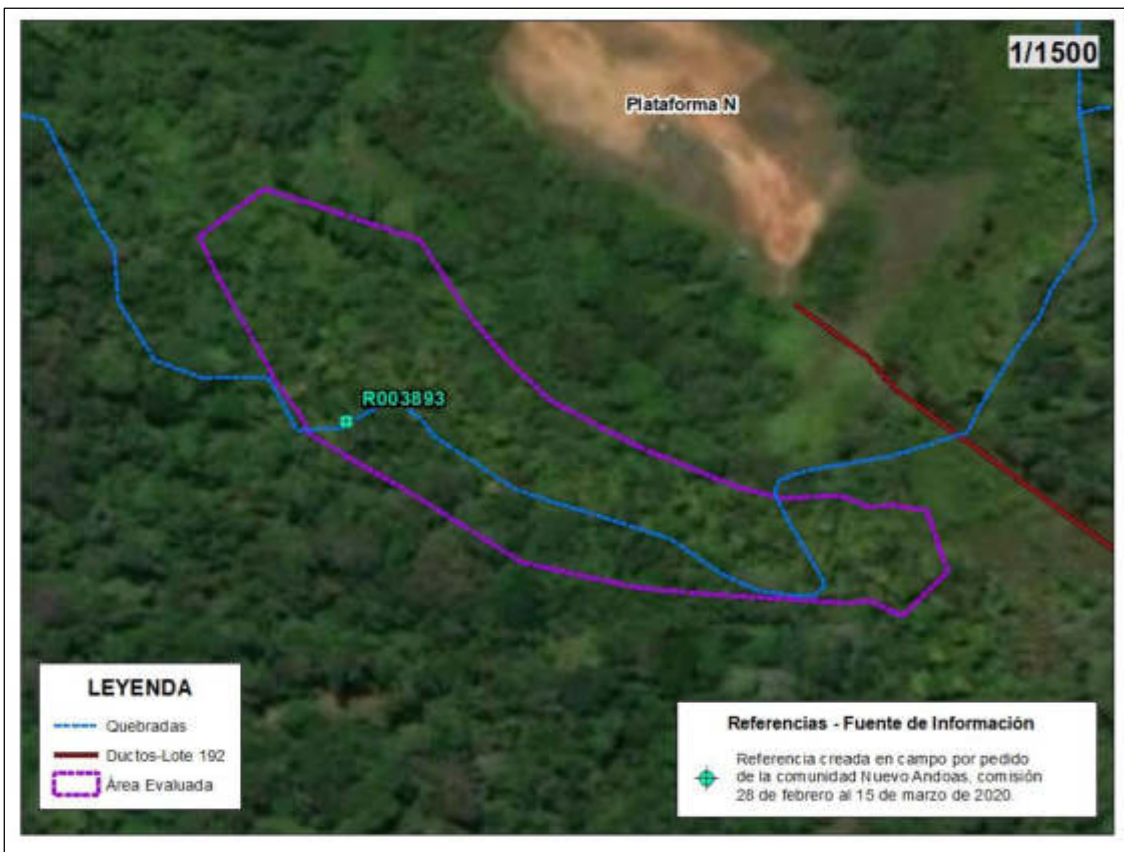 1/1500
Plataforma N
R003893
LEYENDA
Quebradas
Ductos-Lote 192
Área Evaluada
Referencias - Fuente de Información
Referencia creada en campo por pedido
de la comunidad Nuevo Andoas, comisión
28 de febrero al 15 de marzo de 2020.